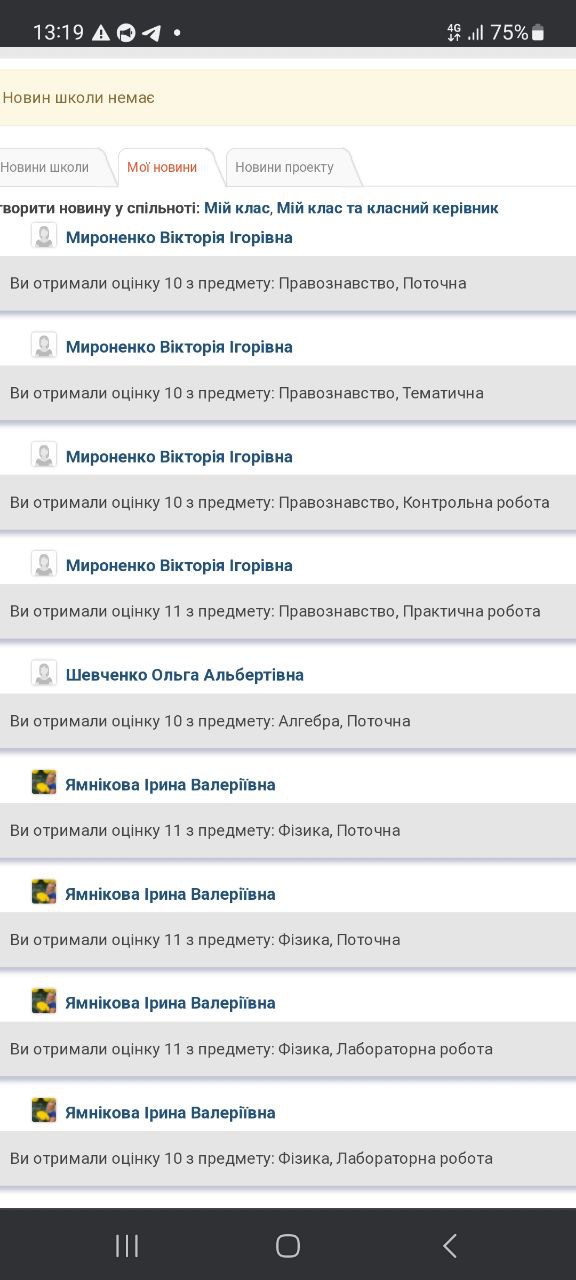 13:19
4G
75%
Новин школи немає
Новини школи Мої новини Новини проекту
творити новину у спільноті: Мій клас, Мій клас та класний керівник
Мироненко Вікторія Ігорівна
Ви отримали оцінку 10 з предмету: Правознавство, Поточна
Мироненко Вікторія Ігорівна
Ви отримали оцінку 10 з предмету: Правознавство, Тематична
Мироненко Вікторія Ігорівна
Ви отримали оцінку 10 з предмету: Правознавство, Контрольна робота
Мироненко Вікторія Ігорівна
Ви отримали оцінку 11 з предмету: Правознавство, Практична робота
Шевченко Ольга Альбертівна
Ви отримали оцінку 10 з предмету: Алгебра, Поточна
Ямнікова Ірина Валеріївна
Ви отримали оцінку 11 з предмету: Фізика, Поточна
Ямнікова Ірина Валеріївна
Ви отримали оцінку 11 з предмету: Фізика, Поточна
Ямнікова Ірина Валеріївна
Ви отримали оцінку 11 з предмету: Фізика, Лабораторна робота
Ямнікова Ірина Валеріївна
Ви отримали оцінку 10 з предмету: Фізика, Лабораторна робота